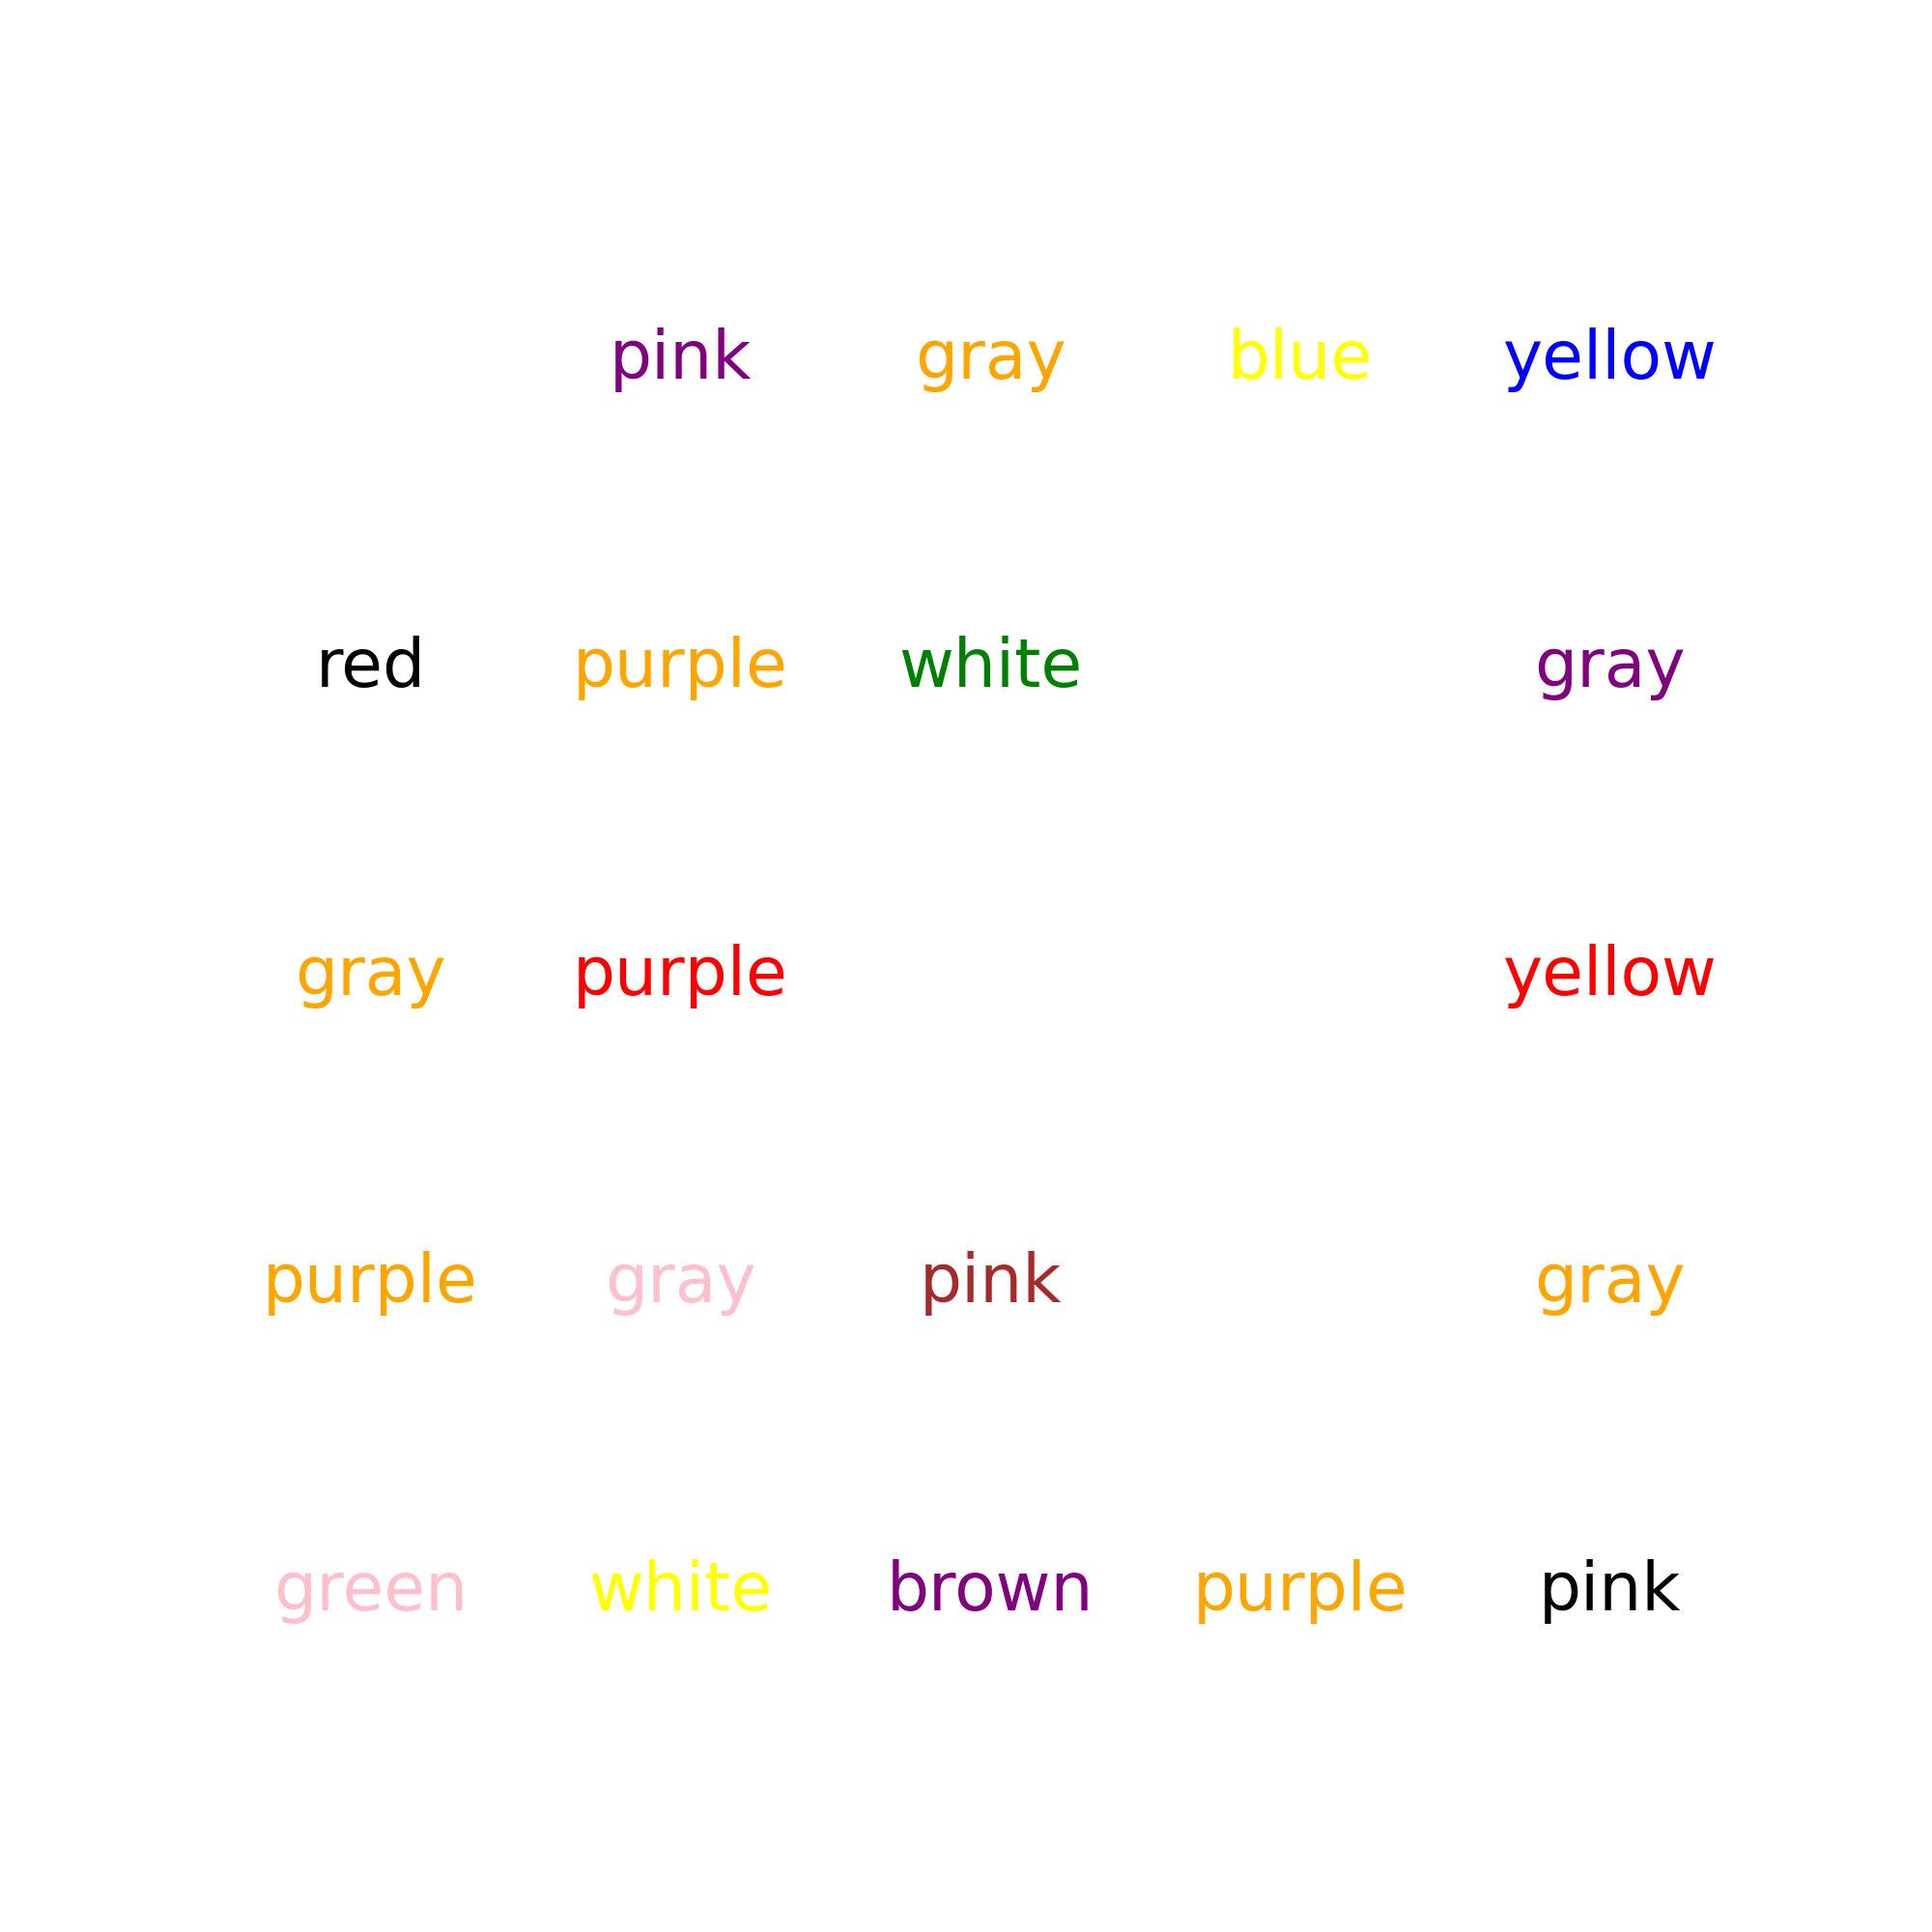 pink gray blue yellow
red purple white gray
gray purple yellow
purple gray pink gray
green white brown purple pink